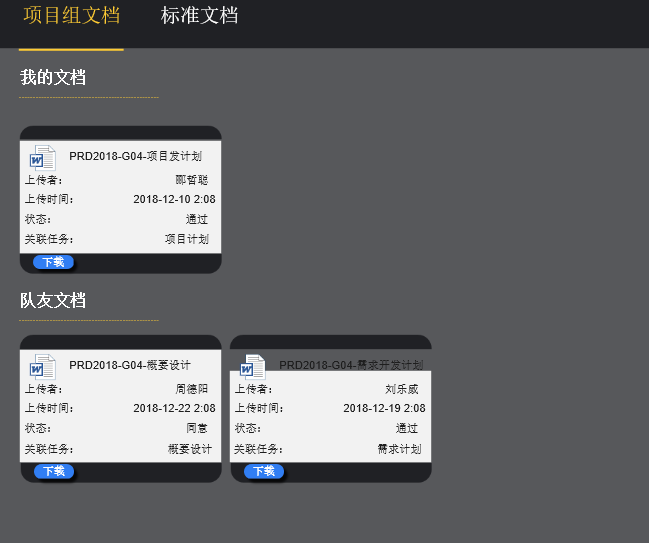 项目组文档 标准文档
我的文档
PRD2018-G04-项目发计划
上传者: 郦哲聪
上传时间: 2018-12-10 2:08
状态: 通过
关联任务: 项目计划
下载
队友文档
PRD2018-G04-概要设计
上传者: 周德阳
上传时间: 2018-12-22 2:08
状态: 同意
关联任务: 概要设计
下载
PRD2018-G04-需求开发计划
上传者: 刘乐威
上传时间: 2018-12-19 2:08
状态: 通过
关联任务: 需求计划
下载